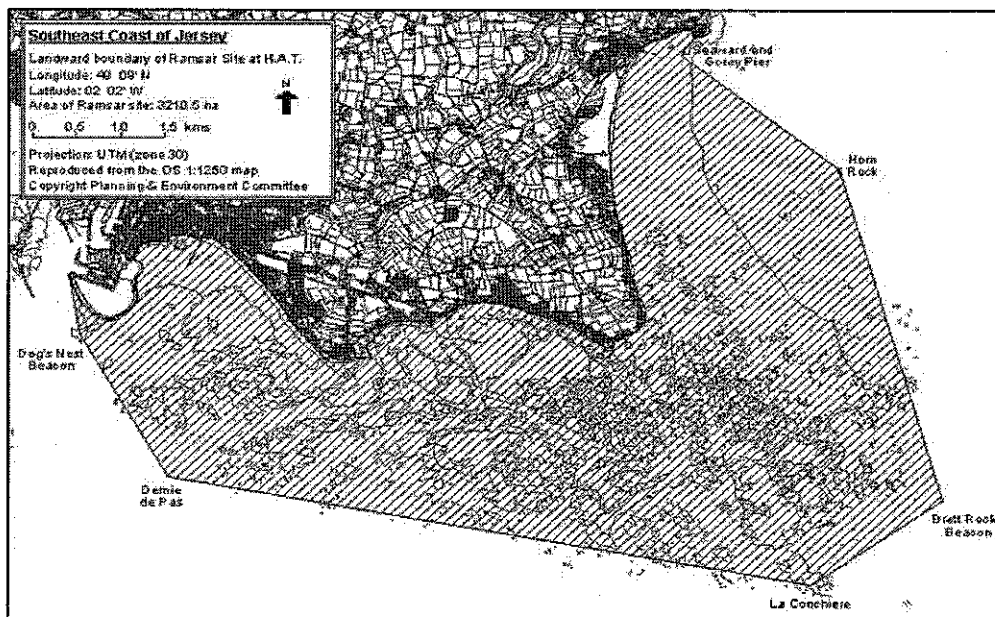 Southeast Coast of Jersey
Landward boundary of Ramsar Site at H.A.T.
Longitude: 49° 09' N
Latitude: 02° 02' W
Area of Ramsar site: 3210.5 ha
N
0 0.5 1.0 1.5 kms
Projection: UTM (zone 30)
Reproduced from the OS 1:1250 map
Copyright Planning & Environment Committee
Seaward end
Gorey Pier
Horn
Rock
Dog's Nest
Beacon
Demie
de Pas
Brett Rock
Beacon
La Conchiere